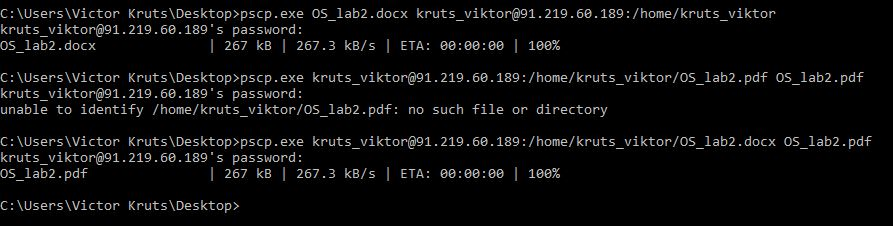 C:\Users\Victor Kruts\Desktop>pscp.exe OS_lab2.docx kruts_viktor@91.219.60.189:/home/kruts_viktor
kruts_viktor@91.219.60.189's password:
OS_lab2.docx | 267 kB | 267.3 kB/s | ETA: 00:00:00 | 100%
C:\Users\Victor Kruts\Desktop>pscp.exe kruts_viktor@91.219.60.189:/home/kruts_viktor/OS_lab2.pdf OS_lab2.pdf
kruts_viktor@91.219.60.189's password:
unable to identify /home/kruts_viktor/OS_lab2.pdf: no such file or directory
C:\Users\Victor Kruts\Desktop>pscp.exe kruts_viktor@91.219.60.189:/home/kruts_viktor/OS_lab2.docx OS_lab2.pdf
kruts_viktor@91.219.60.189's password:
OS_lab2.pdf | 267 kB | 267.3 kB/s | ETA: 00:00:00 | 100%
C:\Users\Victor Kruts\Desktop>